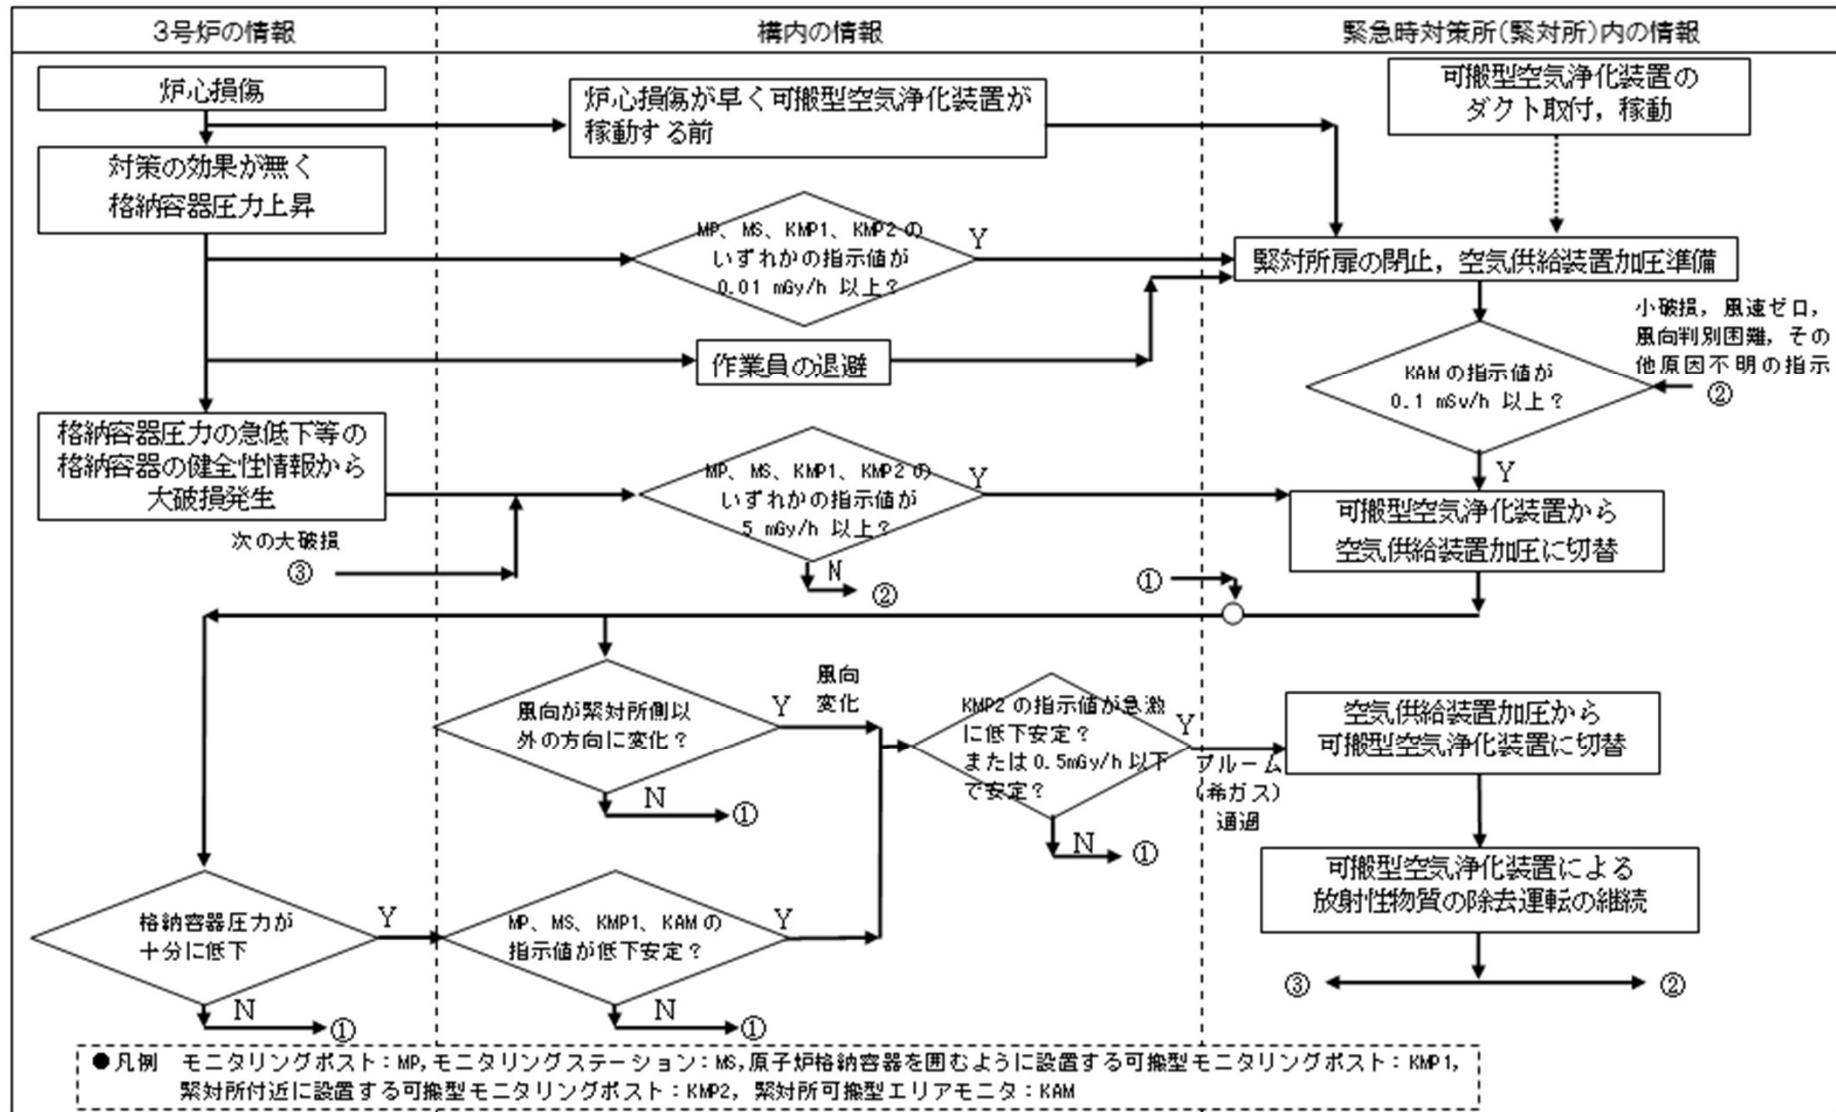 3号炉の情報
構内の情報
緊急時対策所(緊対所)内の情報
炉心損傷
炉心損傷が早く可搬型空気浄化装置が
稼動する前
可搬型空気浄化装置の
ダクト取付，稼動
対策の効果が無く
格納容器圧力上昇
MP、MS、KMP1、KMP2の
いずれかの指示値が
0.01 mGy/h 以上？
Y
緊対所扉の閉止，空気供給装置加圧準備
作業員の退避
小破損，風速ゼロ，
風向判別困難，その
他原因不明の指示
②
KAMの指示値が
0.1 mSv/h 以上？
Y
格納容器圧力の急低下等の
格納容器の健全性情報から
大破損発生
次の大破損
③
MP、MS、KMP1、KMP2の
いずれかの指示値が
5 mGy/h 以上？
Y
N
②
可搬型空気浄化装置から
空気供給装置加圧に切替
①
風向が緊対所側以
外の方向に変化？
Y
風向
変化
N
①
KMP2の指示値が急激
に低下安定？
または0.5mGy/h以下
で安定？
Y
プルーム
(希ガス)
通過
N
①
空気供給装置加圧から
可搬型空気浄化装置に切替
可搬型空気浄化装置による
放射性物質の除去運転の継続
③
②
格納容器圧力が
十分に低下
Y
N
①
MP、MS、KMP1、KAMの
指示値が低下安定？
Y
N
①
●凡例 モニタリングポスト：MP，モニタリングステーション：MS，原子炉格納容器を囲むように設置する可搬型モニタリングポスト：KMP1，
緊対所付近に設置する可搬型モニタリングポスト：KMP2，緊対所可搬型エリアモニタ：KAM